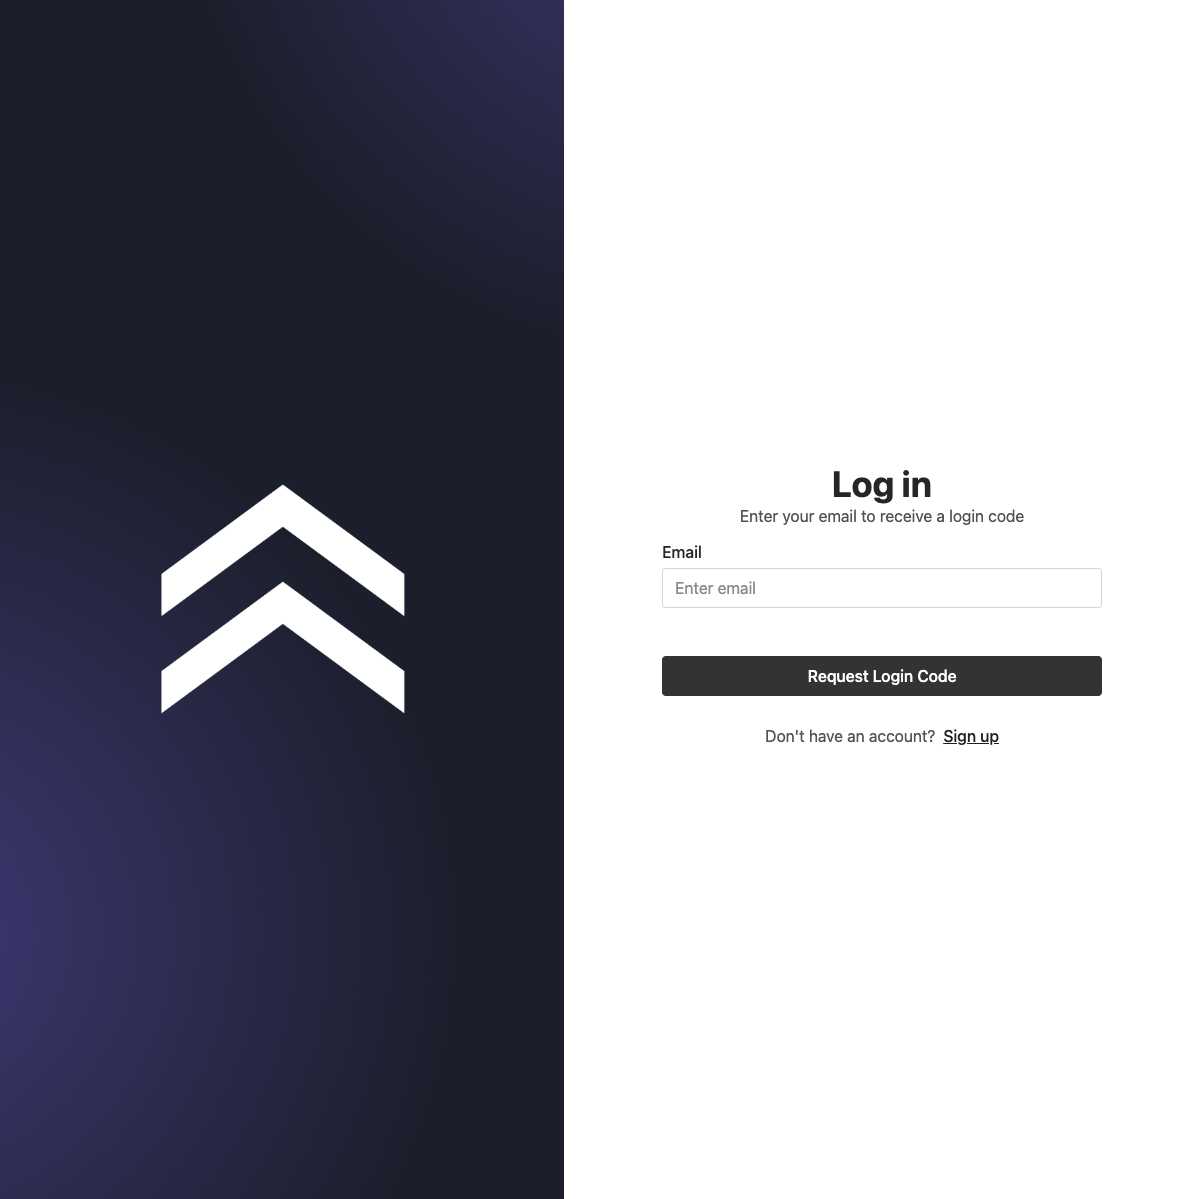 Log in
Enter your email to receive a login code
Email
Enter email
Request Login Code
Don't have an account? Sign up